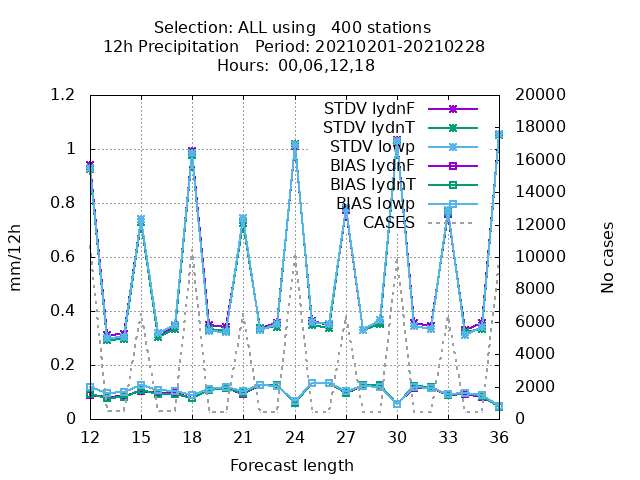 Selection: ALL using   400 stations
12h Precipitation   Period: 20210201-20210228
Hours: 00,06,12,18
1.2
1
0.8
0.6
0.4
0.2
0
mm/12h
STDV lydnF
STDV lydnT
STDV lowp
BIAS lydnF
BIAS lydnT
BIAS lowp
CASES
20000
18000
16000
14000
12000
10000
8000
6000
4000
2000
0
No cases
12 15 18 21 24 27 30 33 36
Forecast length